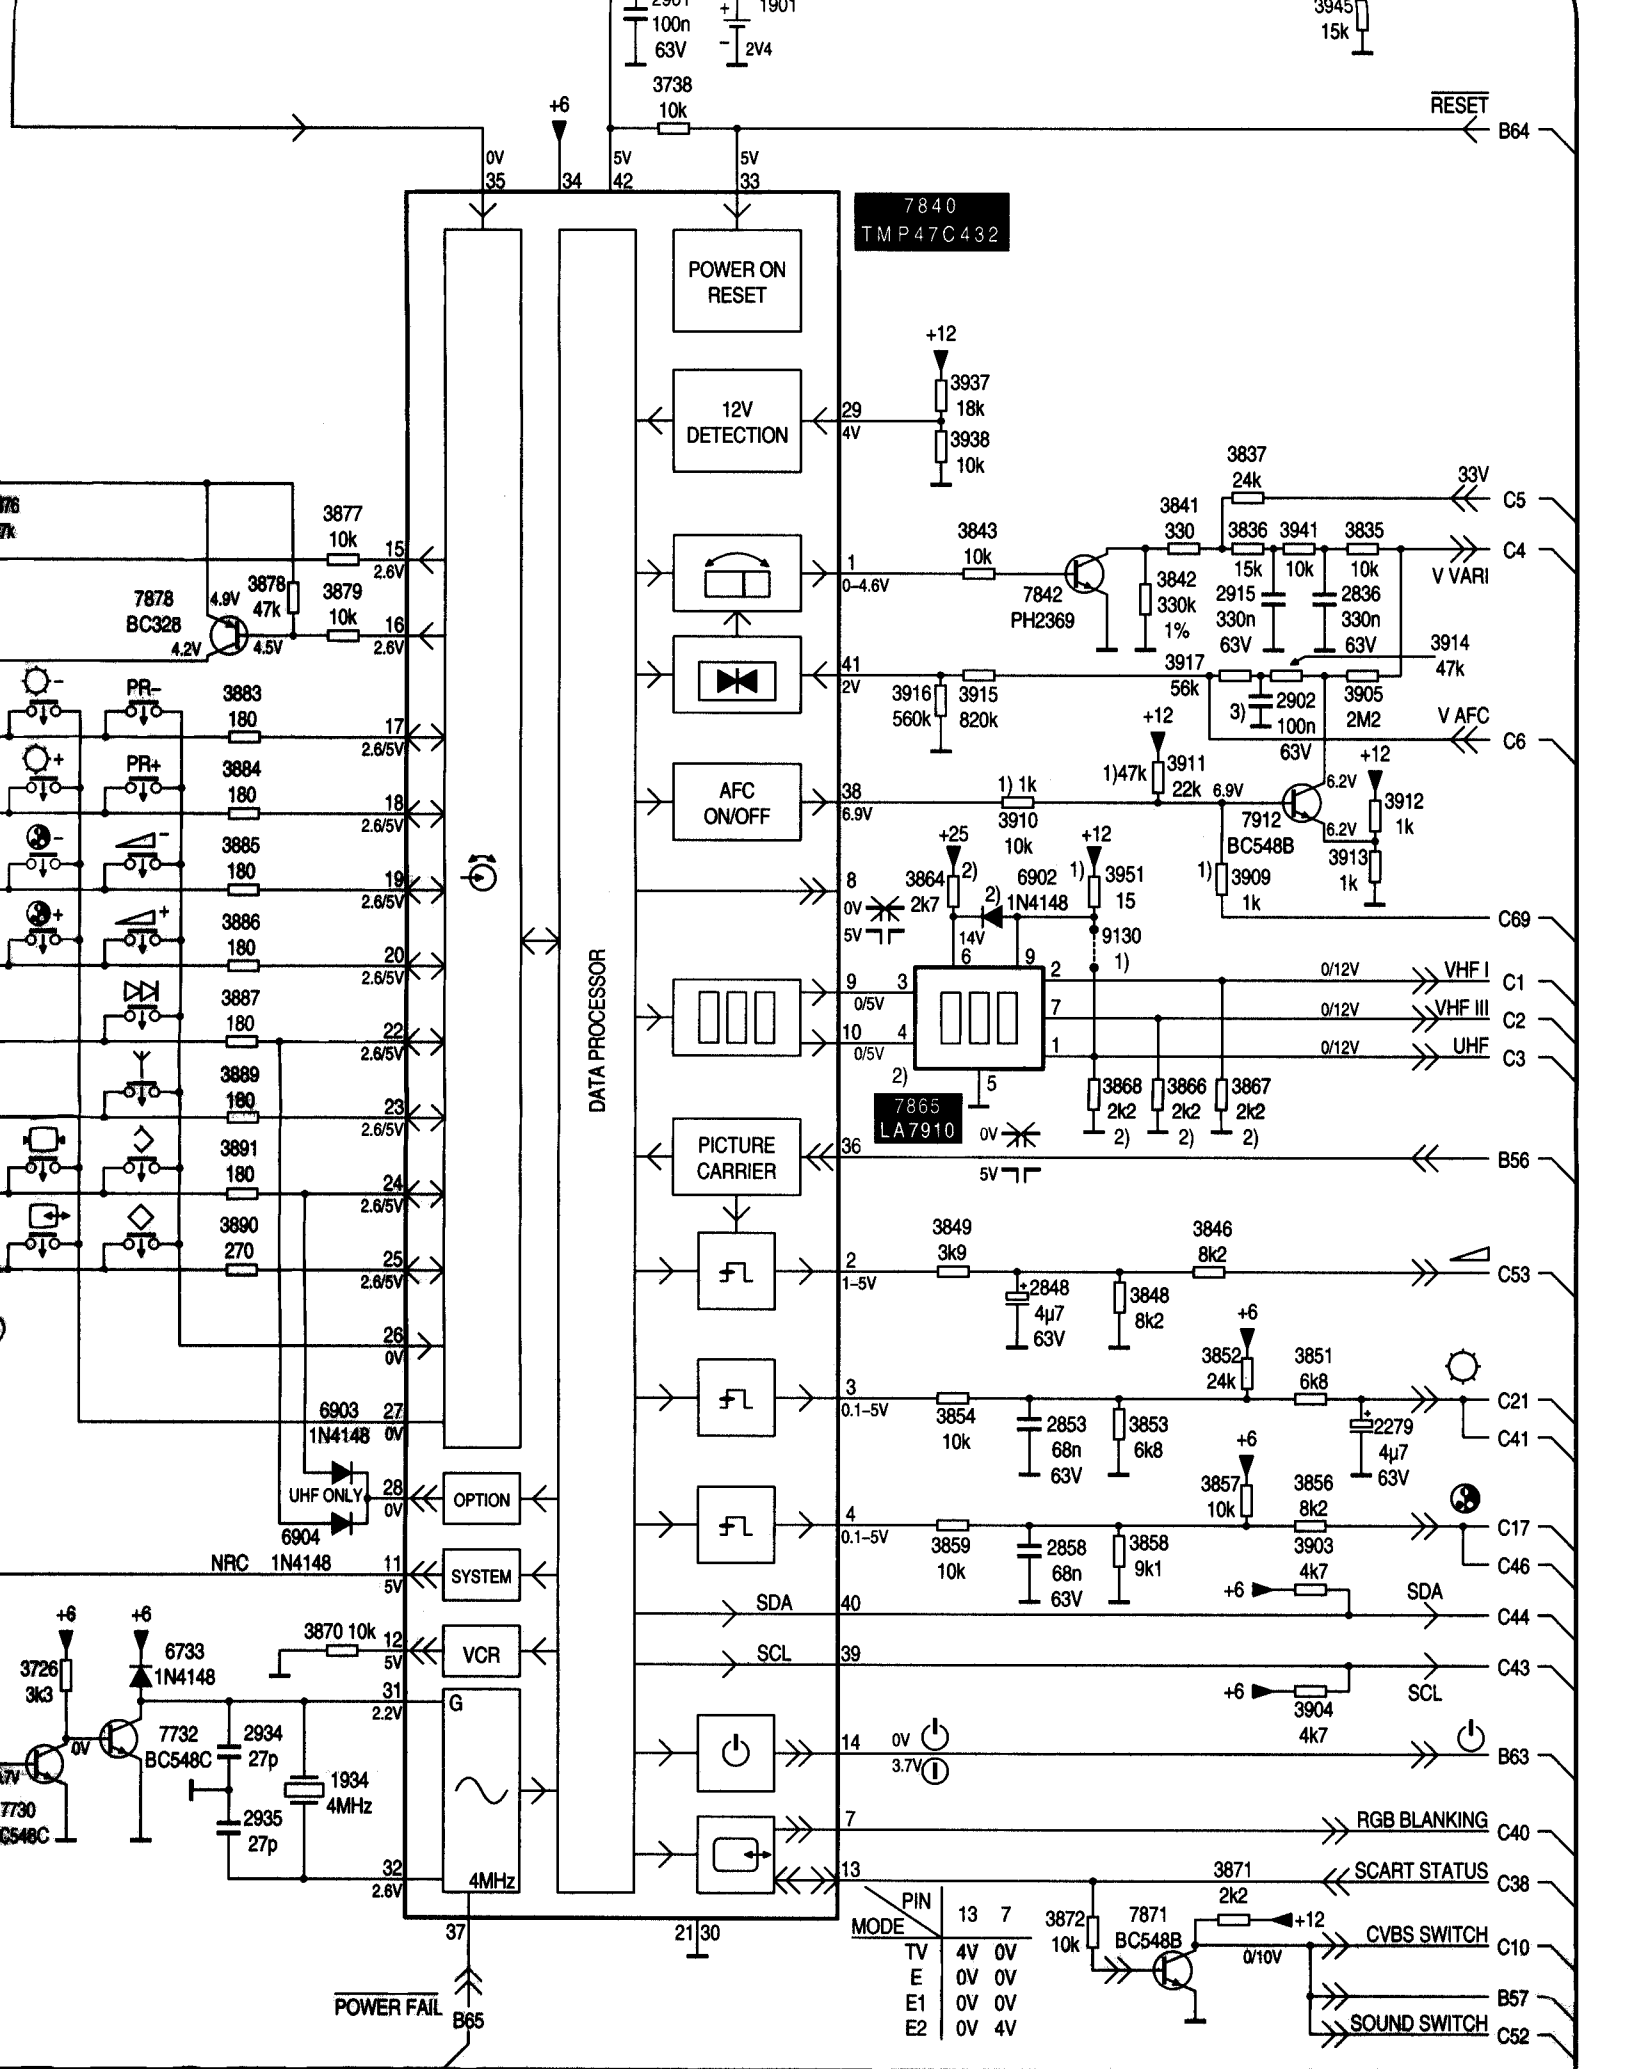 100n
63V
+
−
1901
2V4
3945
15k
3738
10k
+6
RESET
B64
0V
35
34
5V
42
5V
33
7840
TMP47C432
POWER ON
RESET
12V
DETECTION
29
4V
+12
3937
18k
3938
10k
3837
24k
33V
C5
3841
330
3836
15k
3941
10k
3835
10k
C4
V VARI
3843
10k
1
0–4.6V
7842
PH2369
3842
330k
1%
2915
330n
63V
2836
330n
63V
3914
47k
3877
10k
15
2.6V
3878
47k
3879
10k
16
2.6V
7878
BC328
4.9V
4.2V
4.5V
41
2V
3916
560k
3915
820k
3917
56k
3)
2902
100n
63V
3905
2M2
V AFC
C6
−
PR−
3883
180
17
2.6/5V
+
PR+
3884
180
18
2.6/5V
AFC
ON/OFF
38
6.9V
1) 1k
3910
10k
+12
1)47k
3911
22k
6.9V
7912
BC548B
6.2V
6.2V
+12
3912
1k
3913
1k
1)
3909
1k
C69
−
−
3885
180
19
2.6/5V
8
0V
5V
+25
3864
2k7
2)
2)
6902
1N4148
14V
+12
1)
3951
15
9130
1)
+
+
3886
180
20
2.6/5V
DATA PROCESSOR
9
0/5V
3
10
0/5V
4
2)
6
9
2
7
1
5
7865
LA7910
0/12V
VHF I
C1
0/12V
VHF III
C2
0/12V
UHF
C3
3868
2k2
2)
3866
2k2
2)
3867
2k2
2)
3887
180
22
2.6/5V
3889
180
23
2.6/5V
3891
180
24
2.6/5V
3890
270
25
2.6/5V
26
0V
27
0V
PICTURE
CARRIER
36
0V
5V
B56
2
1–5V
3849
3k9
+
2848
4µ7
63V
3848
8k2
3846
8k2
C53
3
0.1–5V
3854
10k
2853
68n
63V
3853
6k8
+6
3852
24k
3851
6k8
+
2279
4µ7
63V
C21
C41
4
0.1–5V
3859
10k
2858
68n
63V
3858
9k1
+6
3857
10k
3856
8k2
C17
C46
6903
1N4148
UHF ONLY
28
0V
OPTION
6904
1N4148
NRC
11
5V
SYSTEM
3870 10k
12
5V
VCR
3903
4k7
+6
SDA
40
SDA
C44
SCL
39
C43
+6
SCL
3904
4k7
+6
+6
3726
3k3
6733
1N4148
0V
7732
BC548C
7730
2934
27p
2935
27p
1934
4MHz
31
2.2V
G
32
2.6V
4MHz
14
0V
3.7V
B63
7
RGB BLANKING
C40
13
SCART STATUS
C38
37
21
30
POWER FAIL
B65
PIN
MODE
13 7
TV 4V 0V
E 0V 0V
E1 0V 0V
E2 0V 4V
3872
10k
7871
BC548B
3871
2k2
+12
0/10V
CVBS SWITCH
C10
B57
SOUND SWITCH
C52